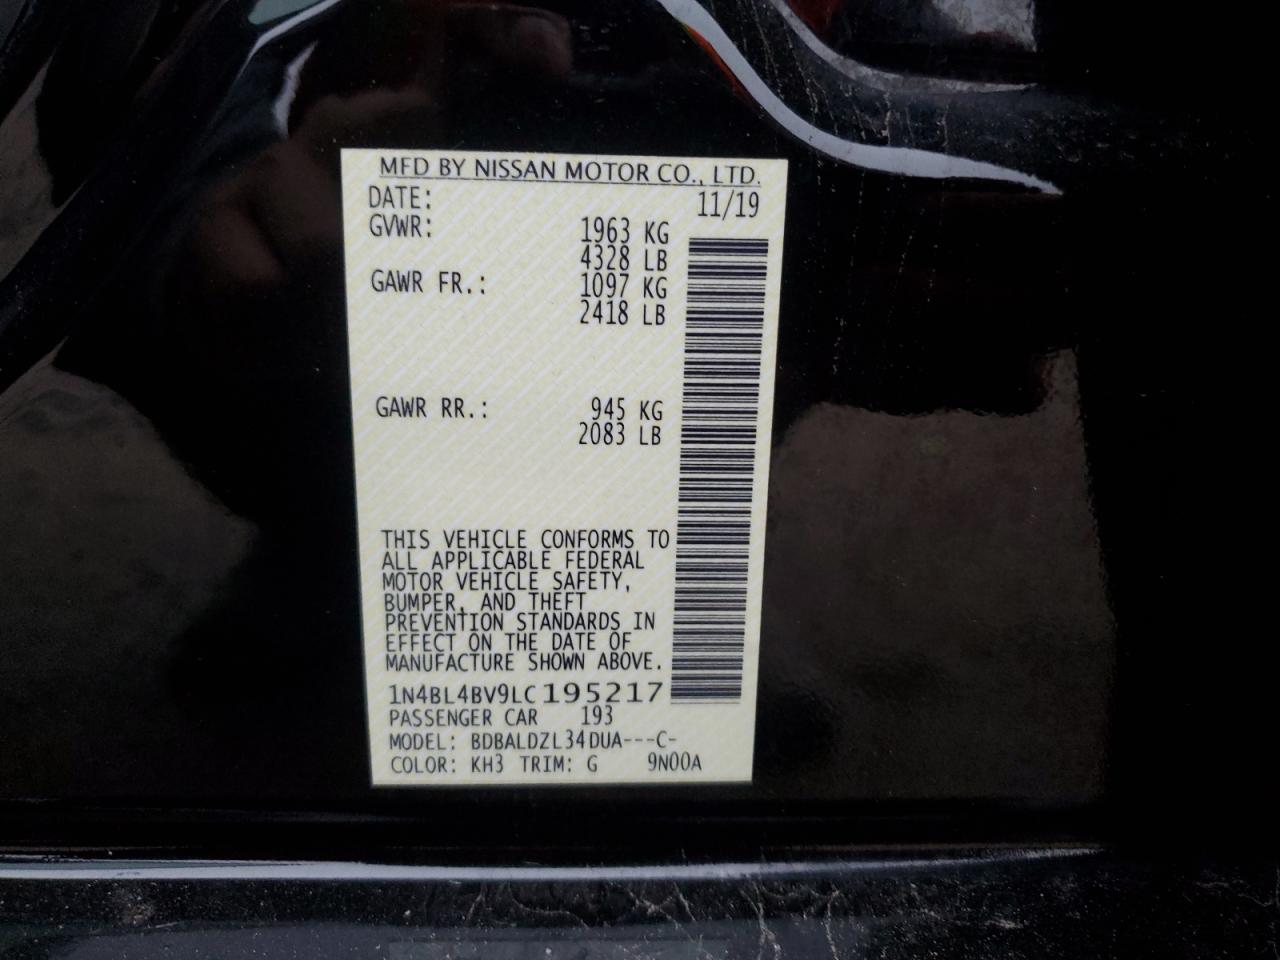 MFD BY NISSAN MOTOR CO., LTD.
DATE: 11/19
GVWR: 1963 KG
4328 LB
GAWR FR.: 1097 KG
2418 LB
GAWR RR.: 945 KG
2083 LB
THIS VEHICLE CONFORMS TO
ALL APPLICABLE FEDERAL
MOTOR VEHICLE SAFETY,
BUMPER, AND THEFT
PREVENTION STANDARDS IN
EFFECT ON THE DATE OF
MANUFACTURE SHOWN ABOVE.
1N4BL4BV9LC195217
PASSENGER CAR 193
MODEL: BDBALDZL34DUA---C-
COLOR: KH3 TRIM: G 9N00A